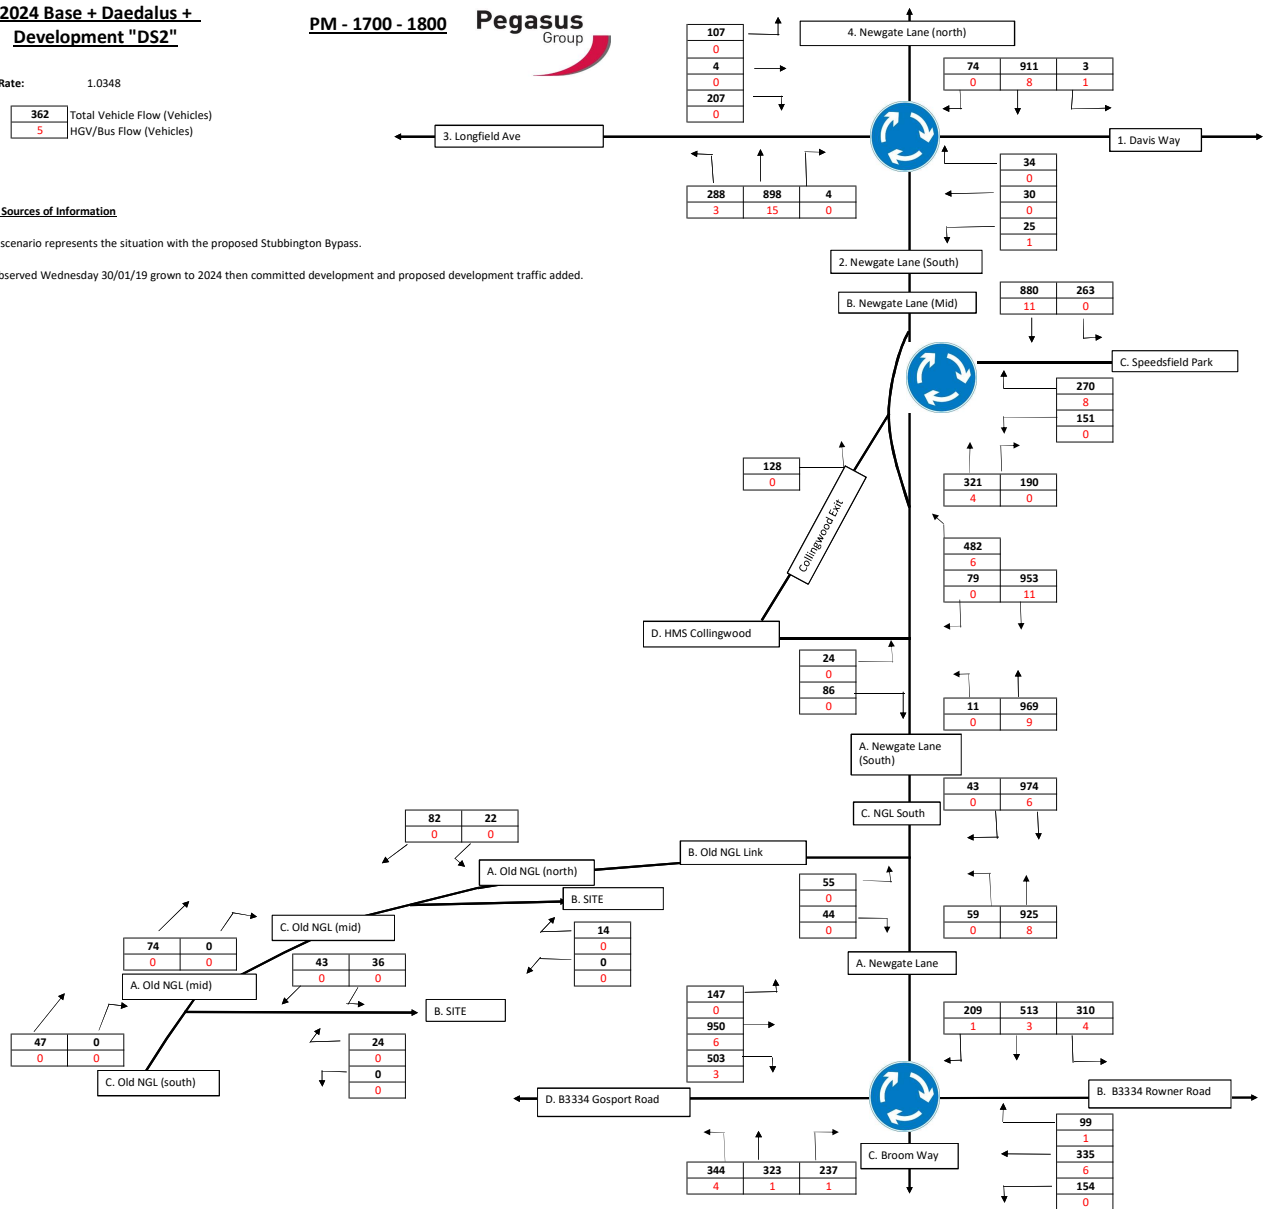 2024 Base + Daedalus +
Development "DS2"
PM - 1700 - 1800
Pegasus
Group
Rate: 1.0348
362 Total Vehicle Flow (Vehicles)
5 HGV/Bus Flow (Vehicles)
Sources of Information
scenario represents the situation with the proposed Stubbington Bypass.
bserved Wednesday 30/01/19 grown to 2024 then committed development and proposed development traffic added.
107
0
4
0
207
0
4. Newgate Lane (north)
74 911 3
0 8 1
3. Longfield Ave
1. Davis Way
288 898 4
3 15 0
34
0
30
0
25
1
2. Newgate Lane (South)
B. Newgate Lane (Mid)
880 263
11 0
C. Speedsfield Park
270
8
151
0
128
0
321 190
4 0
Collingwood Exit
482
6
79 953
0 11
D. HMS Collingwood
24
0
86
0
11 969
0 9
A. Newgate Lane
(South)
43 974
0 6
C. NGL South
82 22
0 0
B. Old NGL Link
A. Old NGL (north)
B. SITE
55
0
44
0
59 925
0 8
C. Old NGL (mid)
14
0
0
0
74 0
0 0
43 36
0 0
A. Old NGL (mid)
A. Newgate Lane
B. SITE
47 0
0 0
24
0
0
0
C. Old NGL (south)
147
0
950
6
503
3
209 513 310
1 3 4
D. B3334 Gosport Road
B. B3334 Rowner Road
344 323 237
4 1 1
C. Broom Way
99
1
335
6
154
0